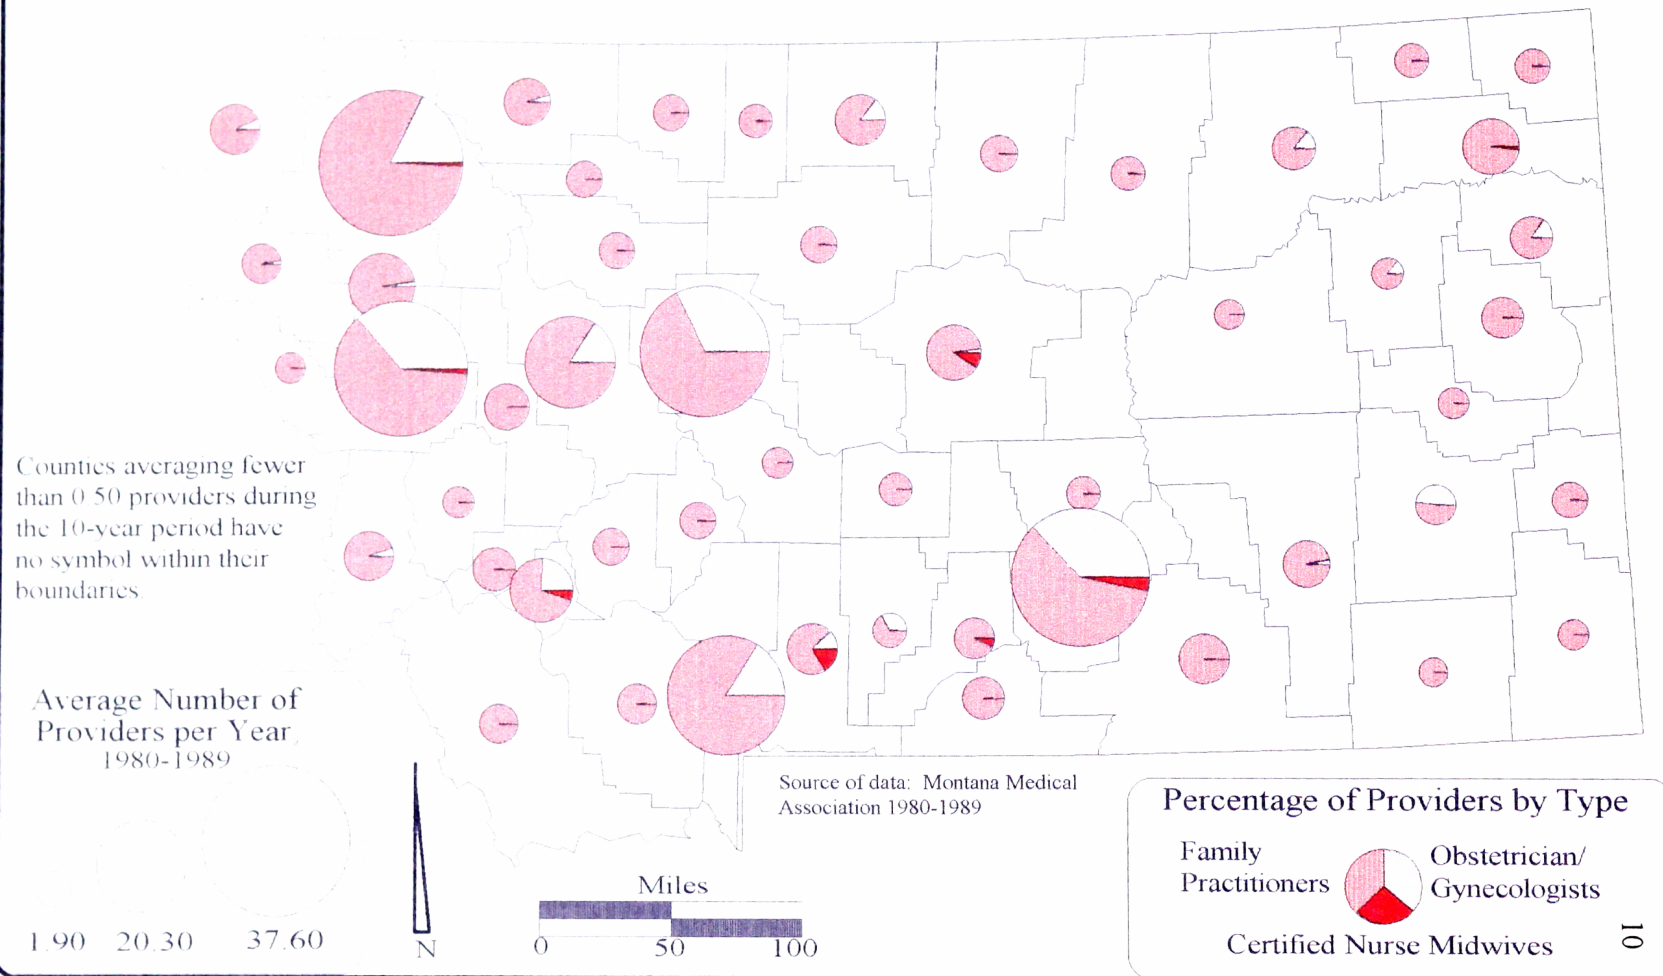 Counties averaging fewer
than 0.50 providers during
the 10-year period have
no symbol within their
boundaries.
Average Number of
Providers per Year,
1980-1989
1.90 20.30 37.60
N
Miles
0 50 100
Source of data: Montana Medical
Association 1980-1989
Percentage of Providers by Type
Family
Practitioners
Obstetrician/
Gynecologists
Certified Nurse Midwives
10